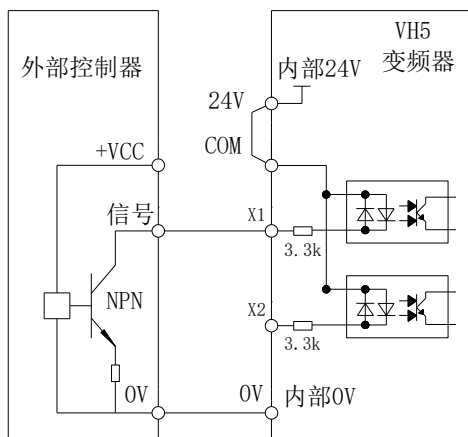 外部控制器
VH5
变频器
内部24V
24V
COM
+VCC
信号
X1
3.3k
NPN
X2
3.3k
0V
0V
内部0V